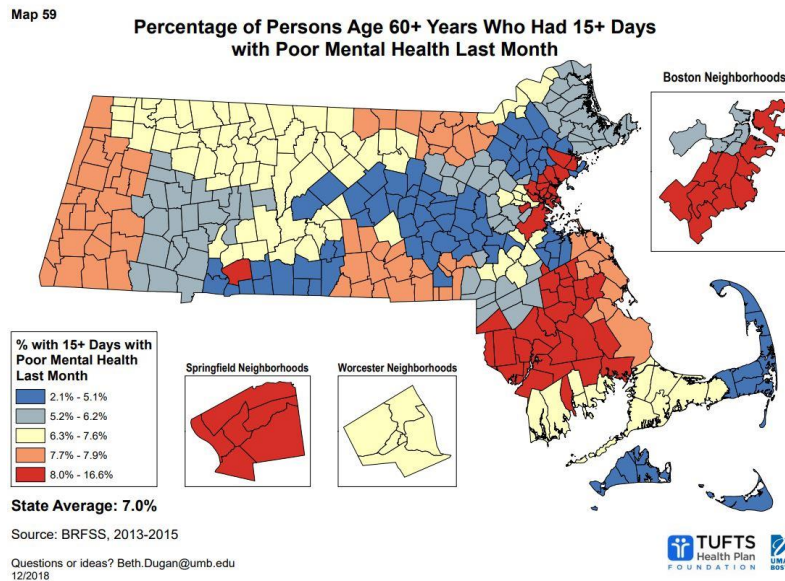 Map 59
Percentage of Persons Age 60+ Years Who Had 15+ Days
with Poor Mental Health Last Month
Boston Neighborhoods
% with 15+ Days with
Poor Mental Health
Last Month
2.1% - 5.1%
5.2% - 6.2%
6.3% - 7.6%
7.7% - 7.9%
8.0% - 16.6%
Springfield Neighborhoods
Worcester Neighborhoods
State Average: 7.0%
Source: BRFSS, 2013-2015
Questions or ideas? Beth.Dugan@umb.edu
12/2018
TUFTS
Health Plan
FOUNDATION
UMA
BOS